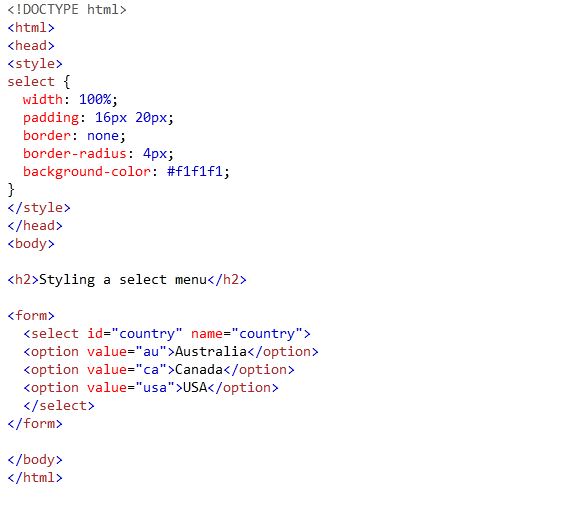 <!DOCTYPE html>
<html>
<head>
<style>
select {
  width: 100%;
  padding: 16px 20px;
  border: none;
  border-radius: 4px;
  background-color: #f1f1f1;
}
</style>
</head>
<body>

<h2>Styling a select menu</h2>

<form>
  <select id="country" name="country">
  <option value="au">Australia</option>
  <option value="ca">Canada</option>
  <option value="usa">USA</option>
  </select>
</form>

</body>
</html>